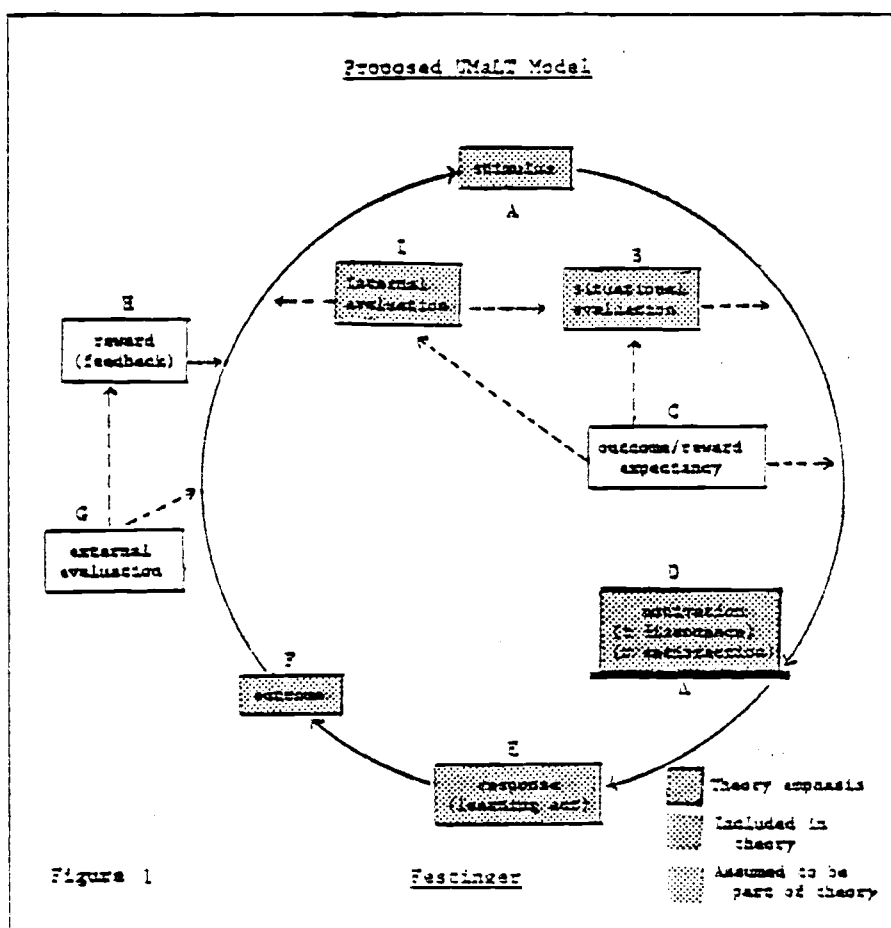 Proposed UMaLT Model
stimulus
A
I
B
internal
evaluation
situational
evaluation
H
reward
(feedback)
C
outcome/reward
expectancy
G
external
evaluation
D
motivation
(± dissonance)
satisfaction)
A
F
outcome
E
response
(learning act)
Theory emphasis
Included in
theory
Assumed to be
part of theory
Figure 1
Festinger